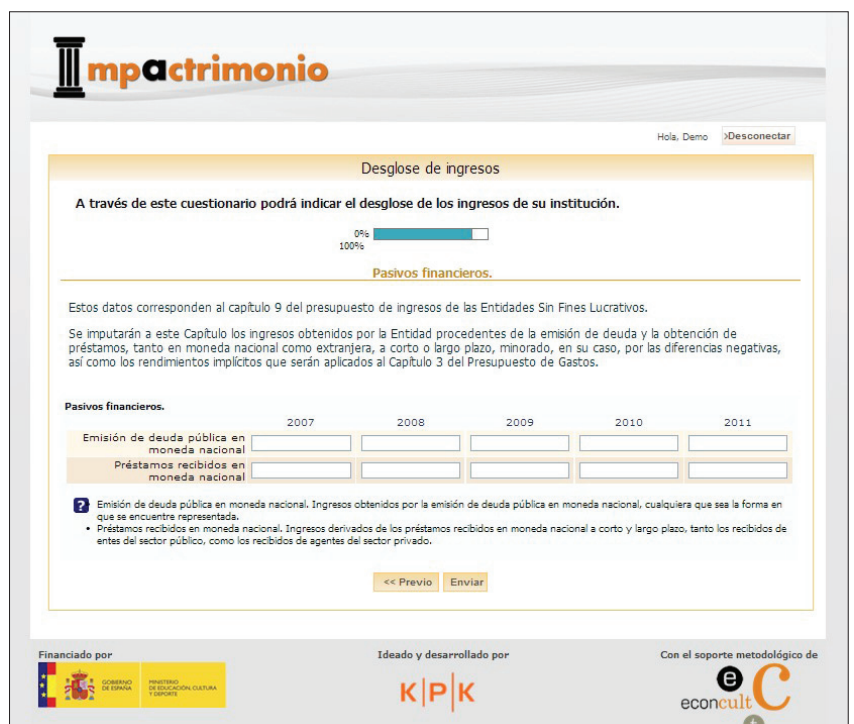 Impactrimonio
Hola, Demo >Desconectar
Desglose de ingresos
A través de este cuestionario podrá indicar el desglose de los ingresos de su institución.
0%
100%
Pasivos financieros.
Estos datos corresponden al capítulo 9 del presupuesto de ingresos de las Entidades Sin Fines Lucrativos.
Se imputarán a este Capítulo los ingresos obtenidos por la Entidad procedentes de la emisión de deuda y la obtención de
préstamos, tanto en moneda nacional como extranjera, a corto o largo plazo, minorado, en su caso, por las diferencias negativas,
así como los rendimientos implícitos que serán aplicados al Capítulo 3 del Presupuesto de Gastos.
Pasivos financieros.
2007 2008 2009 2010 2011
Emisión de deuda pública en
moneda nacional
Préstamos recibidos en
moneda nacional
? Emisión de deuda pública en moneda nacional. Ingresos obtenidos por la emisión de deuda pública en moneda nacional, cualquiera que sea la forma en
que se encuentre representada.
• Préstamos recibidos en moneda nacional. Ingresos derivados de los préstamos recibidos en moneda nacional a corto y largo plazo, tanto los recibidos de
entes del sector público, como los recibidos de agentes del sector privado.
<< Previo Enviar
Financiado por Ideado y desarrollado por Con el soporte metodológico de
GOBIERNO
DE ESPAÑA
MINISTERIO
DE EDUCACIÓN, CULTURA
Y DEPORTE
K|P|K
e C
econcult